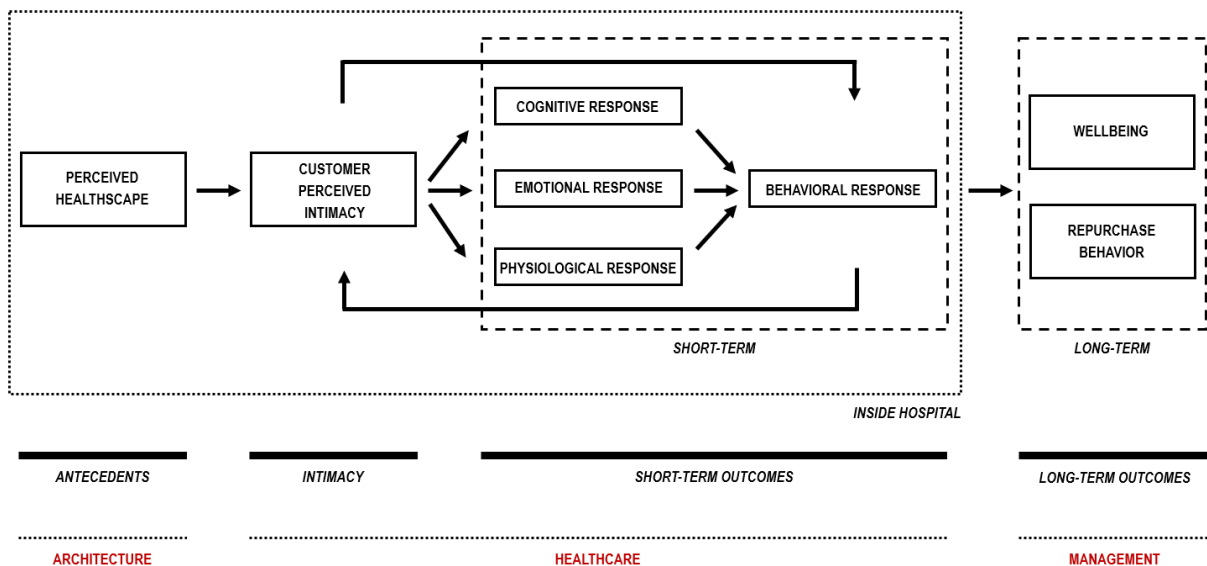 COGNITIVE RESPONSE
PERCEIVED
HEALTHSCAPE
CUSTOMER
PERCEIVED
INTIMACY
EMOTIONAL RESPONSE
BEHAVIORAL RESPONSE
PHYSIOLOGICAL RESPONSE
WELLBEING
REPURCHASE
BEHAVIOR
SHORT-TERM
LONG-TERM
INSIDE HOSPITAL
ANTECEDENTS
INTIMACY
SHORT-TERM OUTCOMES
LONG-TERM OUTCOMES
ARCHITECTURE
HEALTHCARE
MANAGEMENT